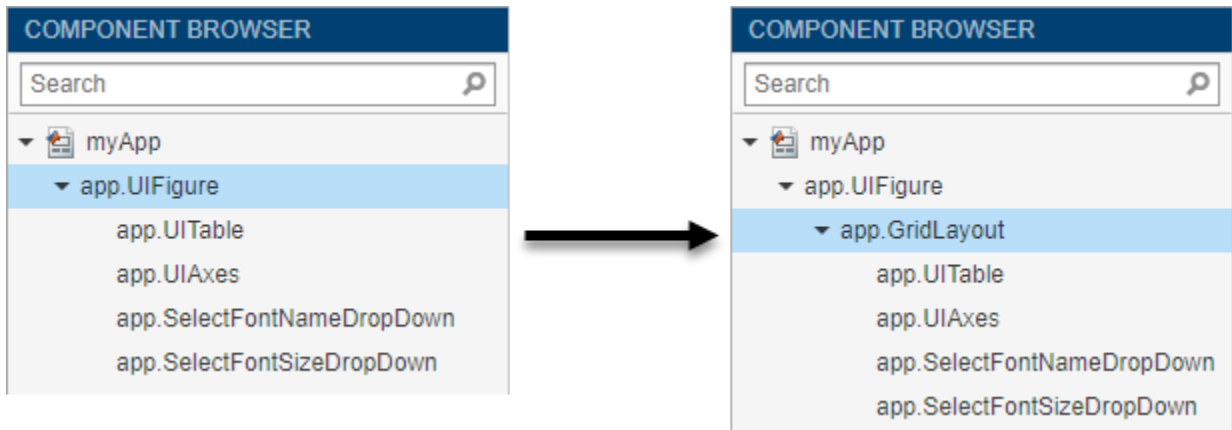 COMPONENT BROWSER
Search
myApp
app.UIFigure
app.UITable
app.UIAxes
app.SelectFontNameDropDown
app.SelectFontSizeDropDown
COMPONENT BROWSER
Search
myApp
app.UIFigure
app.GridLayout
app.UITable
app.UIAxes
app.SelectFontNameDropDown
app.SelectFontSizeDropDown